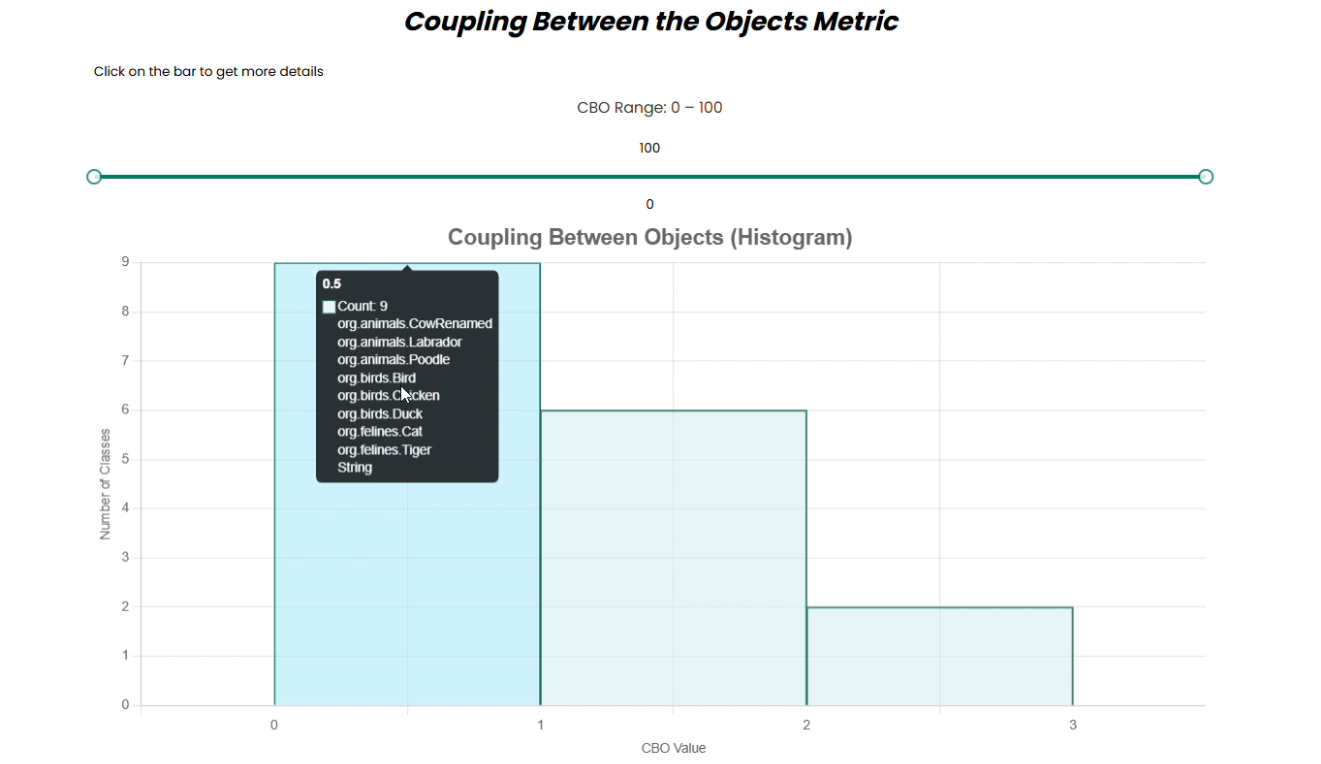 Coupling Between the Objects Metric
Click on the bar to get more details
CBO Range: 0 – 100
100
0
Coupling Between Objects (Histogram)
Number of Classes
9
8
7
6
5
4
3
2
1
0
0.5
Count: 9
org.animals.CowRenamed
org.animals.Labrador
org.animals.Poodle
org.birds.Bird
org.birds.Chicken
org.birds.Duck
org.felines.Cat
org.felines.Tiger
String
0 1 2 3
CBO Value